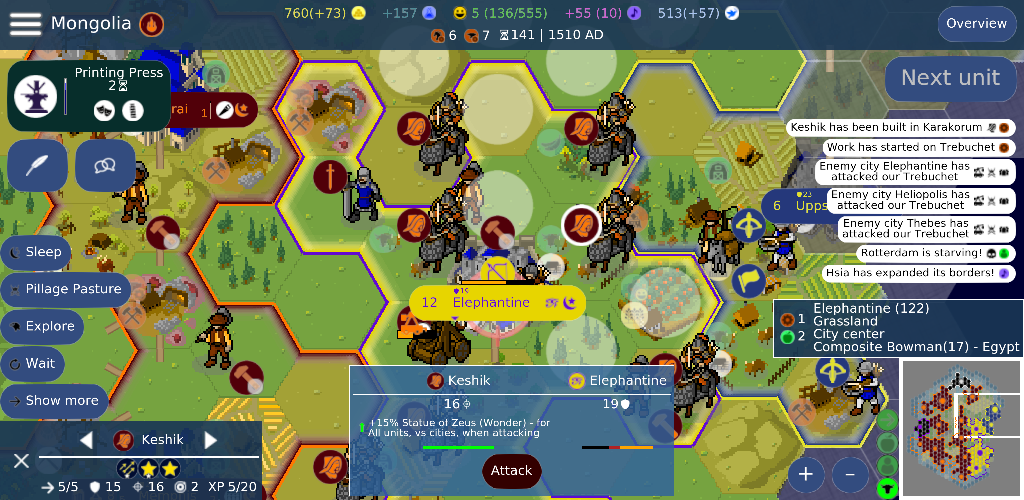 760(+73) +157 5 (136/555) +55 (10) 513(+57)
Mongolia
6 7 141 | 1510 AD
Overview
Printing Press
2
rai 1
Next unit
Keshik has been built in Karakorum
Work has started on Trebuchet
Enemy city Elephantine has
attacked our Trebuchet
Enemy city Heliopolis has
attacked our Trebuchet
Enemy city Thebes has
attacked our Trebuchet
Rotterdam is starving!
Hsia has expanded its borders!
23
6 Upps
Sleep
Pillage Pasture
Explore
Wait
Show more
19
12 Elephantine
Elephantine (122)
1 Grassland
2 City center
Composite Bowman(17) - Egypt
Keshik Elephantine
16 19
+15% Statue of Zeus (Wonder) - for
All units, vs cities, when attacking
Attack
Keshik
5/5 15 16 2 XP 5/20
+ −